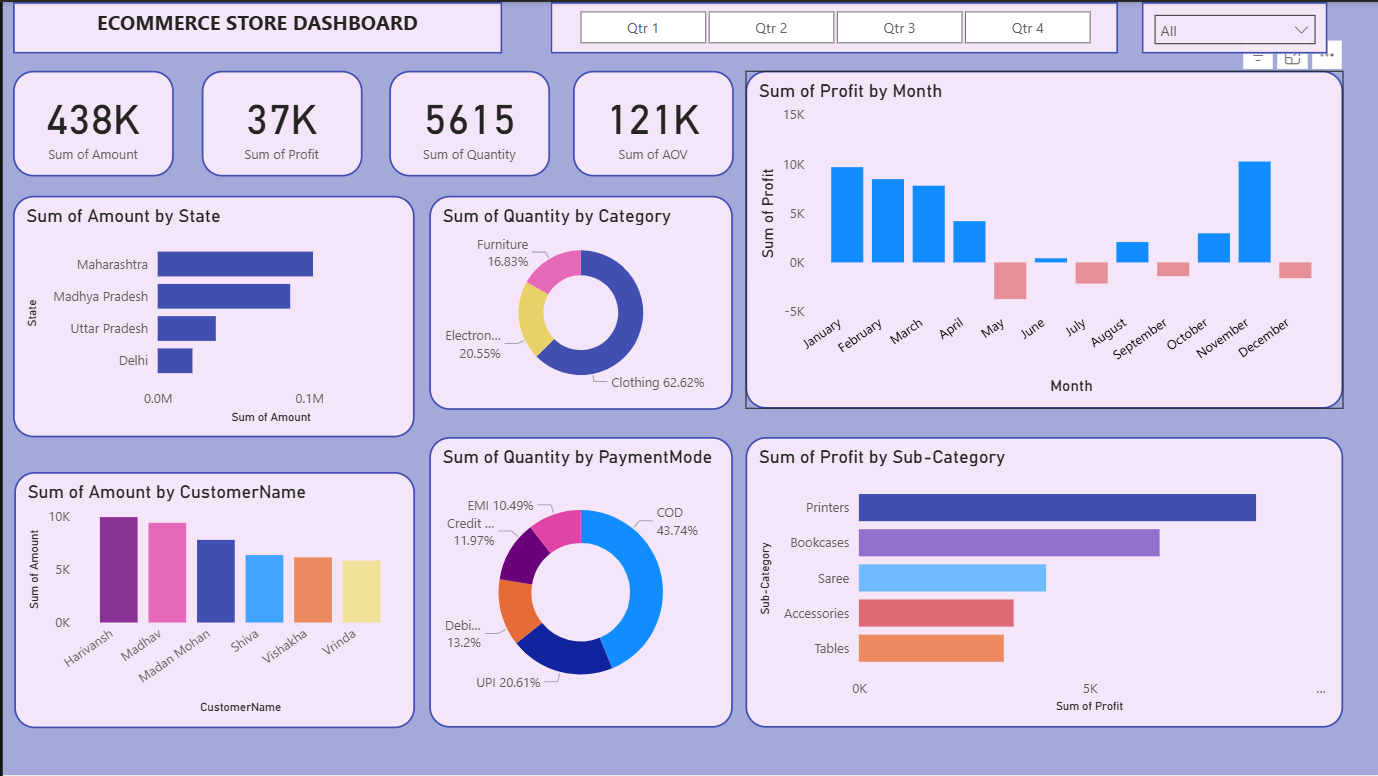 ECOMMERCE STORE DASHBOARD
Qtr 1
Qtr 2
Qtr 3
Qtr 4
All
438K
Sum of Amount
37K
Sum of Profit
5615
Sum of Quantity
121K
Sum of AOV
Sum of Profit by Month
15K
10K
5K
0K
-5K
Sum of Profit
January
February
March
April
May
June
July
August
September
October
November
December
Month
Sum of Amount by State
State
Maharashtra
Madhya Pradesh
Uttar Pradesh
Delhi
0.0M
0.1M
Sum of Amount
Sum of Quantity by Category
Furniture
16.83%
Electron...
20.55%
Clothing 62.62%
Sum of Amount by CustomerName
Sum of Amount
10K
5K
0K
Harivansh
Madhav
Madan Mohan
Shiva
Vishakha
Vrinda
CustomerName
Sum of Quantity by PaymentMode
EMI 10.49%
Credit ...
11.97%
Debi...
13.2%
UPI 20.61%
COD
43.74%
Sum of Profit by Sub-Category
Sub-Category
Printers
Bookcases
Saree
Accessories
Tables
0K
5K
...
Sum of Profit